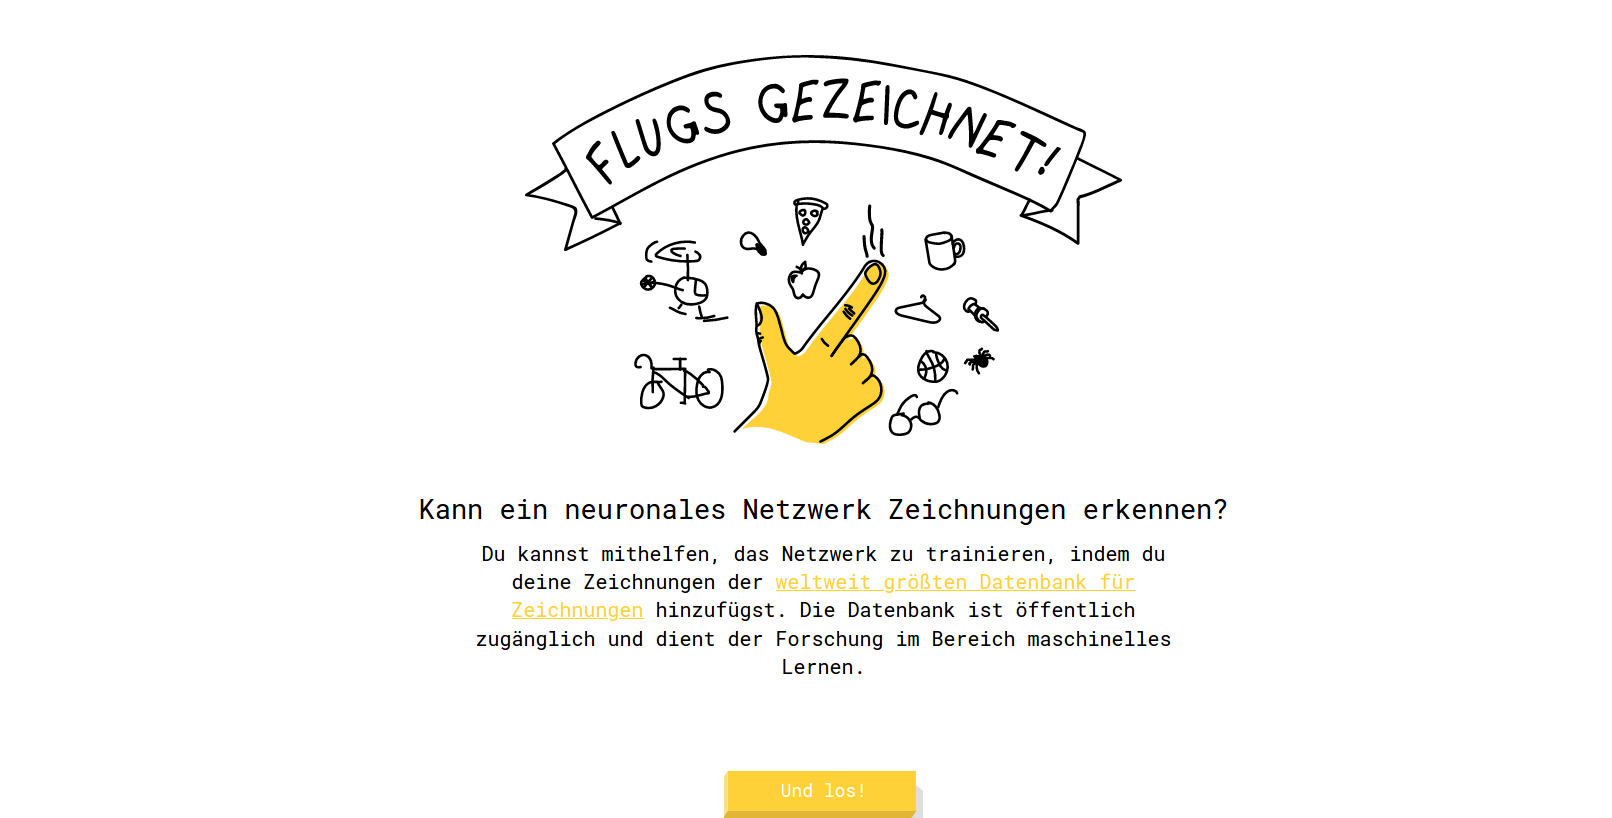 FLUGS GEZEICHNET!
Kann ein neuronales Netzwerk Zeichnungen erkennen?
Du kannst mithelfen, das Netzwerk zu trainieren, indem du
deine Zeichnungen der weltweit größten Datenbank für
Zeichnungen hinzufügst. Die Datenbank ist öffentlich
zugänglich und dient der Forschung im Bereich maschinelles
Lernen.
Und los!